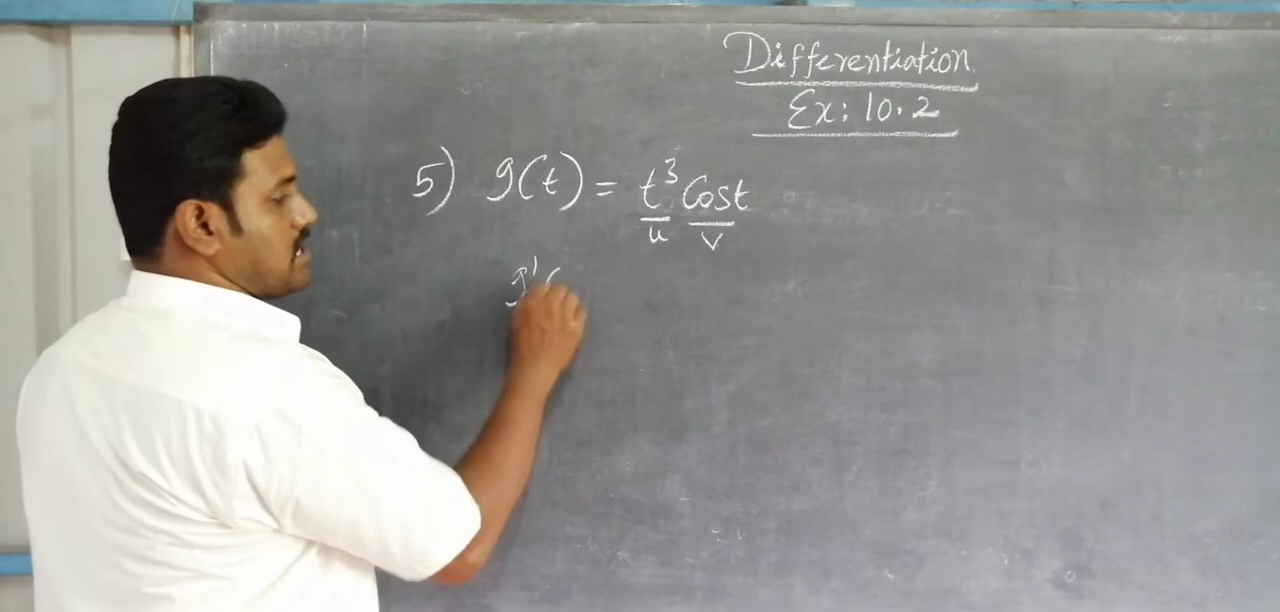 Differentiation
Ex: 10.2
5) g(t) = t³ Cost
u v
g'(